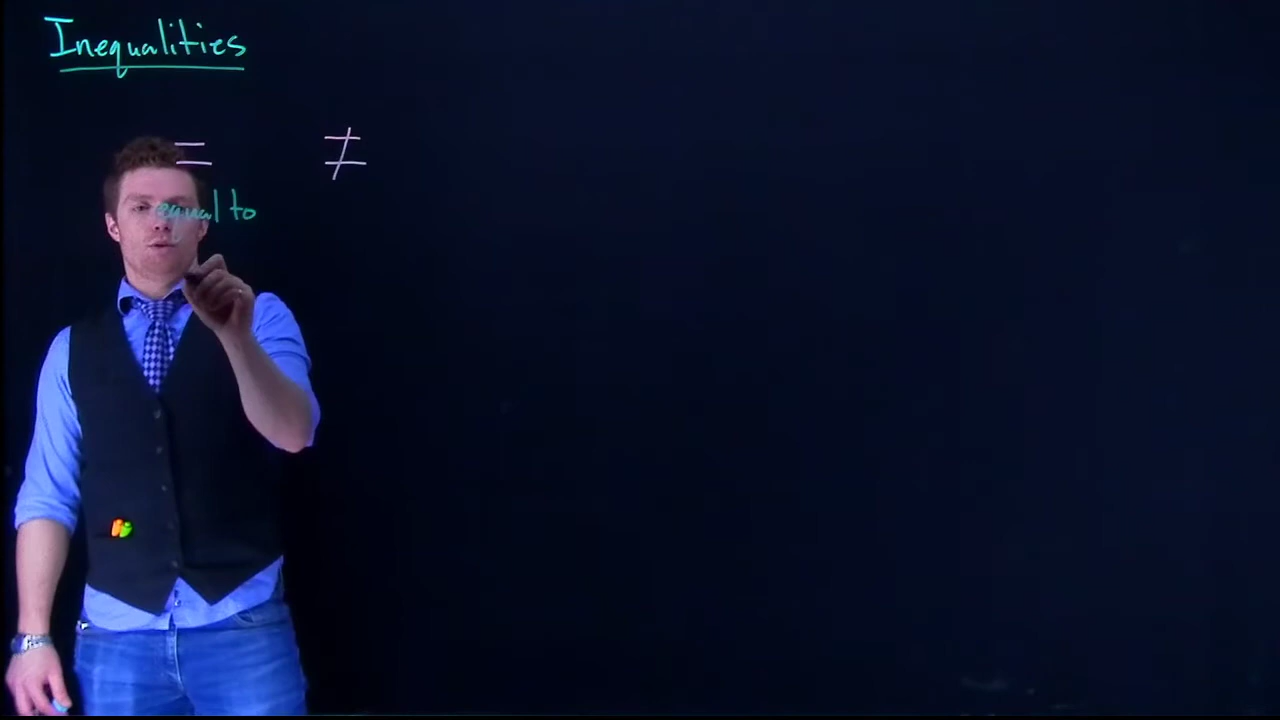 Inequalities
= ≠
equal to